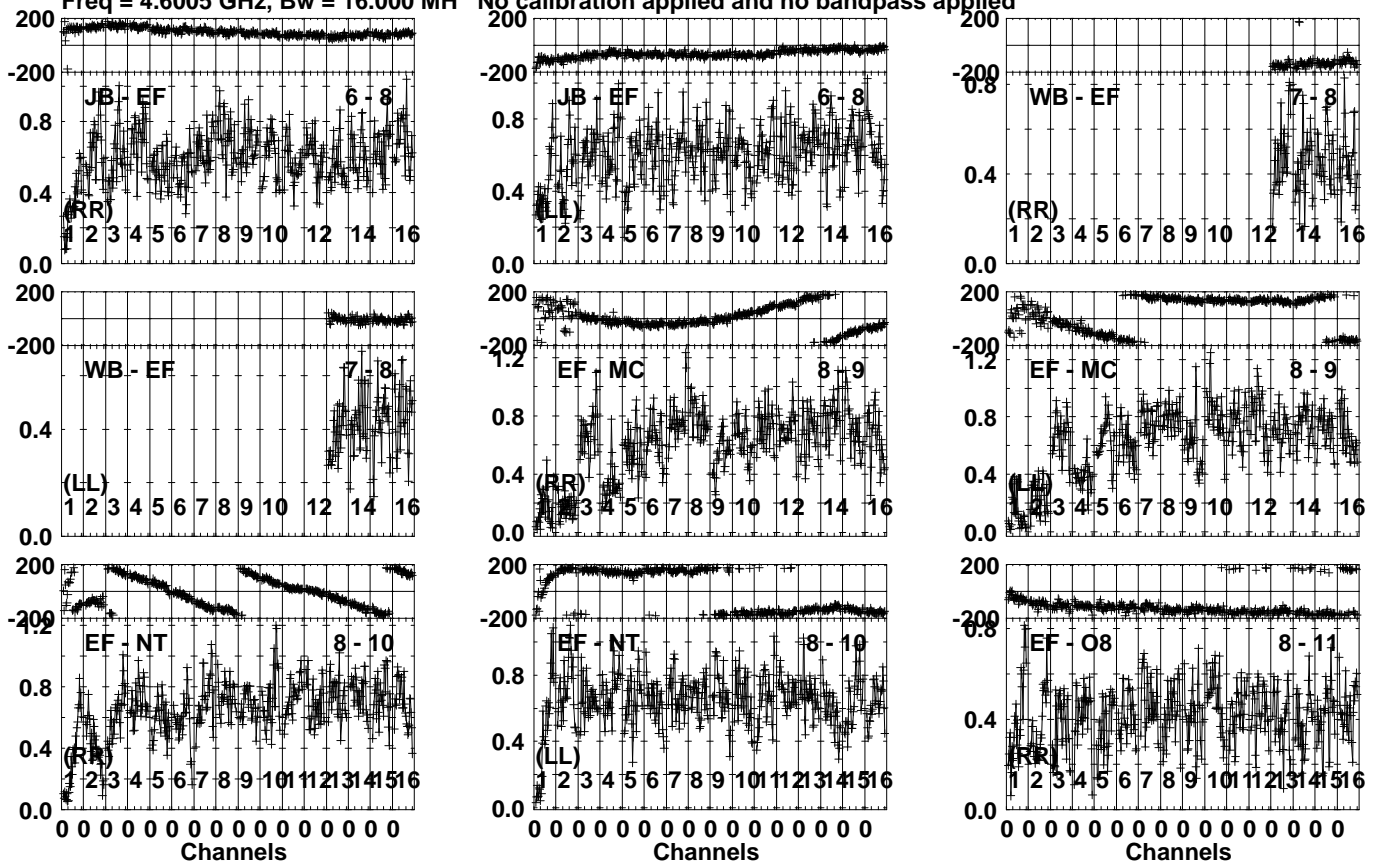 Freq = 4.6005 GHz, Bw = 16.000 MH No calibration applied and no bandpass applied
200
-200
JB - EF 6 - 8
0.8
0.4
(RR)
1 2 3 4 5 6 7 8 9 10 12 14 16
0.0
200
-200
JB - EF 6 - 8
0.8
0.4
(LL)
1 2 3 4 5 6 7 8 9 10 12 14 16
0.0
200
-200
0.8
WB - EF 7 - 8
0.4
(RR)
1 2 3 4 5 6 7 8 9 10 12 14 16
0.0
200
-200
WB - EF 7 - 8
0.4
(LL)
1 2 3 4 5 6 7 8 9 10 12 14 16
0.0
200
-200
1.2
EF - MC 8 - 9
0.8
0.4
(RR)
1 2 3 4 5 6 7 8 9 10 12 14 16
0.0
200
-200
1.2
EF - MC 8 - 9
0.8
0.4
(LL)
1 2 3 4 5 6 7 8 9 10 12 14 16
0.0
200
-200
1.2
EF - NT 8 - 10
0.8
0.4
(RR)
1 2 3 4 5 6 7 8 9 10 11 12 13 14 15 16
0.0
0 0 0 0 0 0 0 0 0 0 0 0 0 0 0 0
Channels
200
-200
EF - NT 8 - 10
0.8
0.4
(LL)
1 2 3 4 5 6 7 8 9 10 11 12 13 14 15 16
0.0
0 0 0 0 0 0 0 0 0 0 0 0 0 0 0 0
Channels
200
-200
0.8
EF - O8 8 - 11
0.4
(RR)
1 2 3 4 5 6 7 8 9 10 11 12 13 14 15 16
0.0
0 0 0 0 0 0 0 0 0 0 0 0 0 0 0 0
Channels